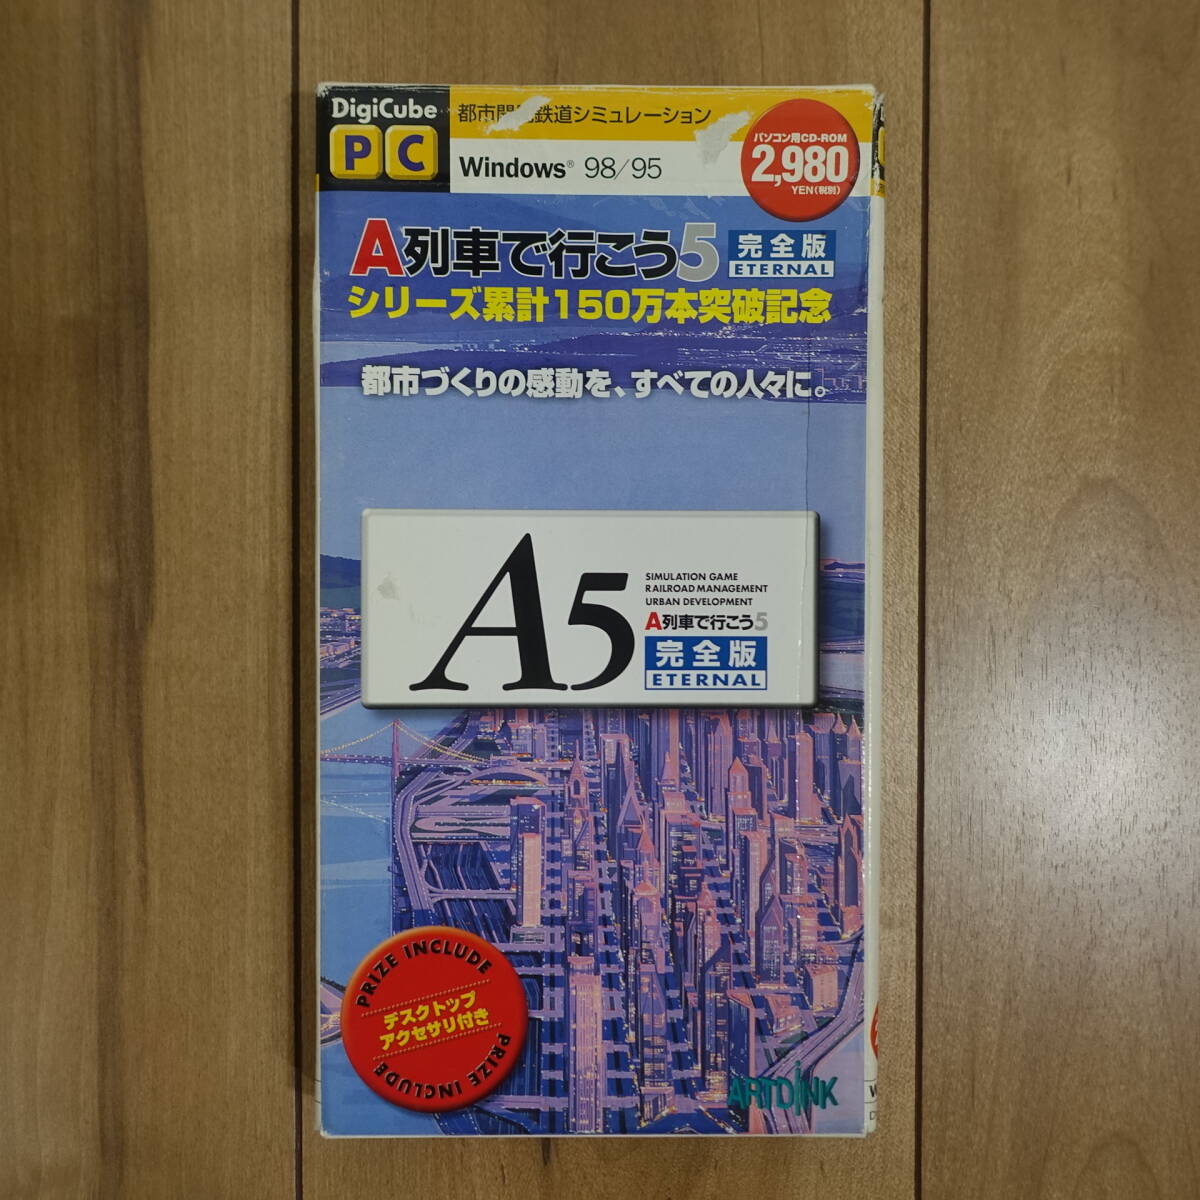 DigiCube
PC
都市開発鉄道シミュレーション
Windows® 98/95
パソコン用CD-ROM
2,980
YEN(税別)
A列車で行こう5
完全版
ETERNAL
シリーズ累計150万本突破記念
都市づくりの感動を、すべての人々に。
A5
SIMULATION GAME
RAILROAD MANAGEMENT
URBAN DEVELOPMENT
A列車で行こう5
完全版
ETERNAL
PRIZE INCLUDE
デスクトップ
アクセサリ付き
PRIZE INCLUDE
ARTDINK